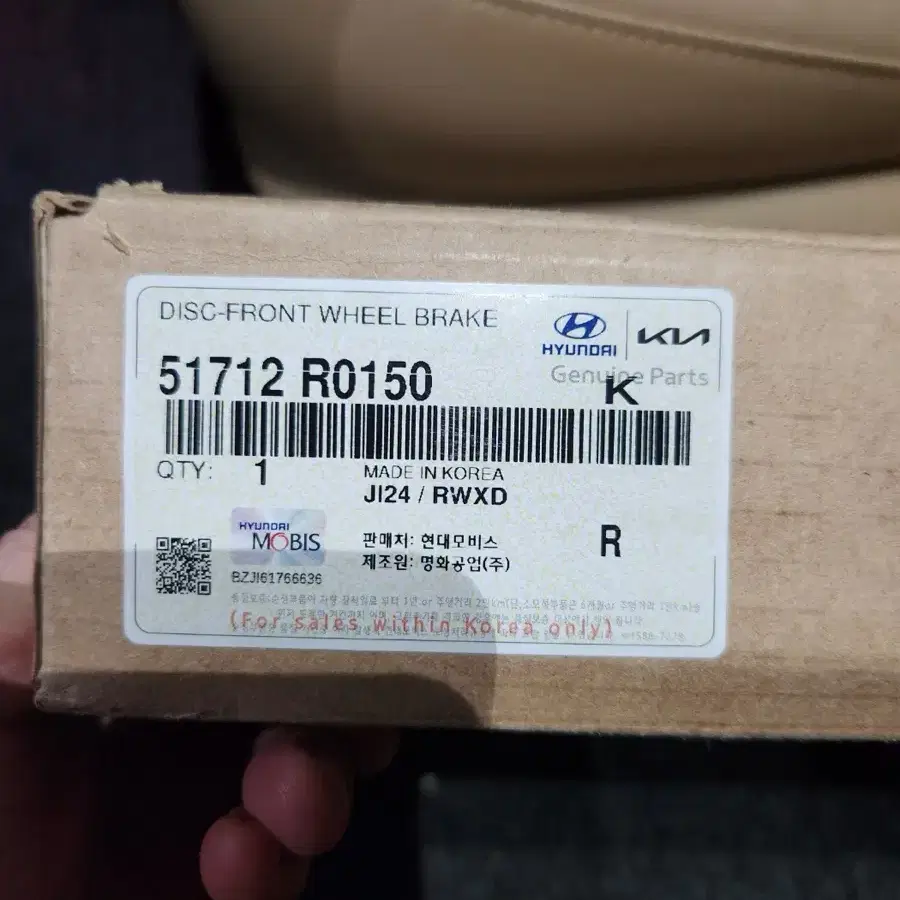 DISC-FRONT WHEEL BRAKE
HYUNDAI
KIA
Genuine Parts
51712 R0150
K
QTY: 1
MADE IN KOREA
JI24 / RWXD
HYUNDAI
MOBIS
BZJI61766636
판매처: 현대모비스
제조원: 명화공업(주)
R
(For sales within Korea only)